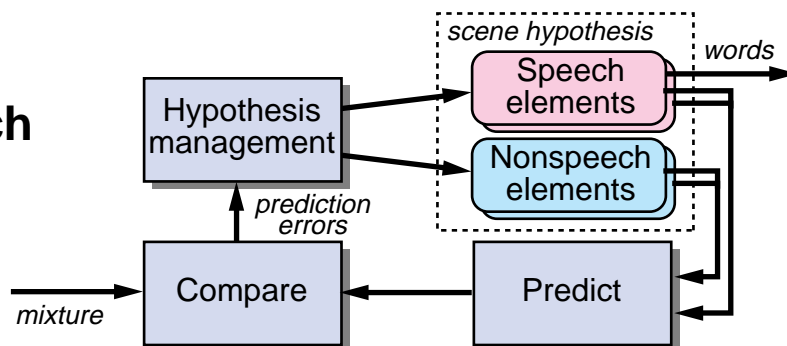 scene hypothesis
words
Speech
elements
Hypothesis
management
ch
Nonspeech
elements
prediction
errors
Compare
Predict
mixture